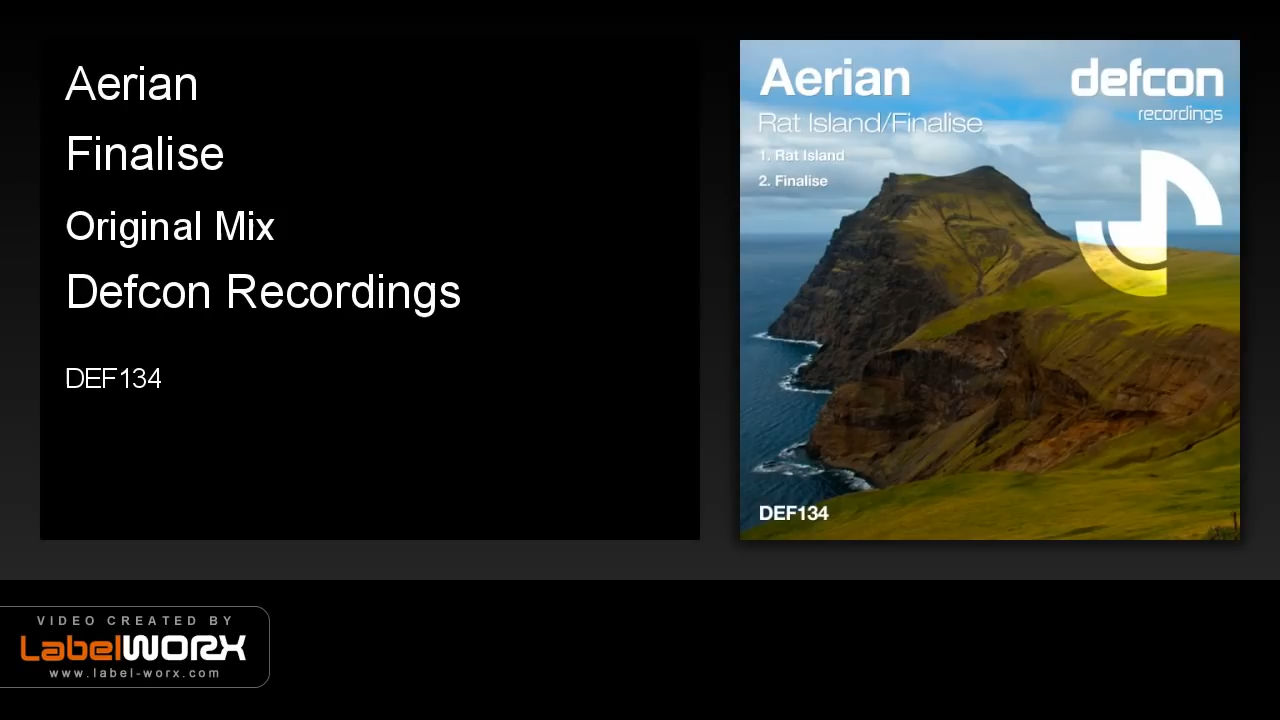 Aerian
Finalise
Original Mix
Defcon Recordings
DEF134
Aerian
Rat Island/Finalise
1. Rat Island
2. Finalise
defcon
recordings
DEF134
VIDEO CREATED BY
LabelWORX
www.label-worx.com